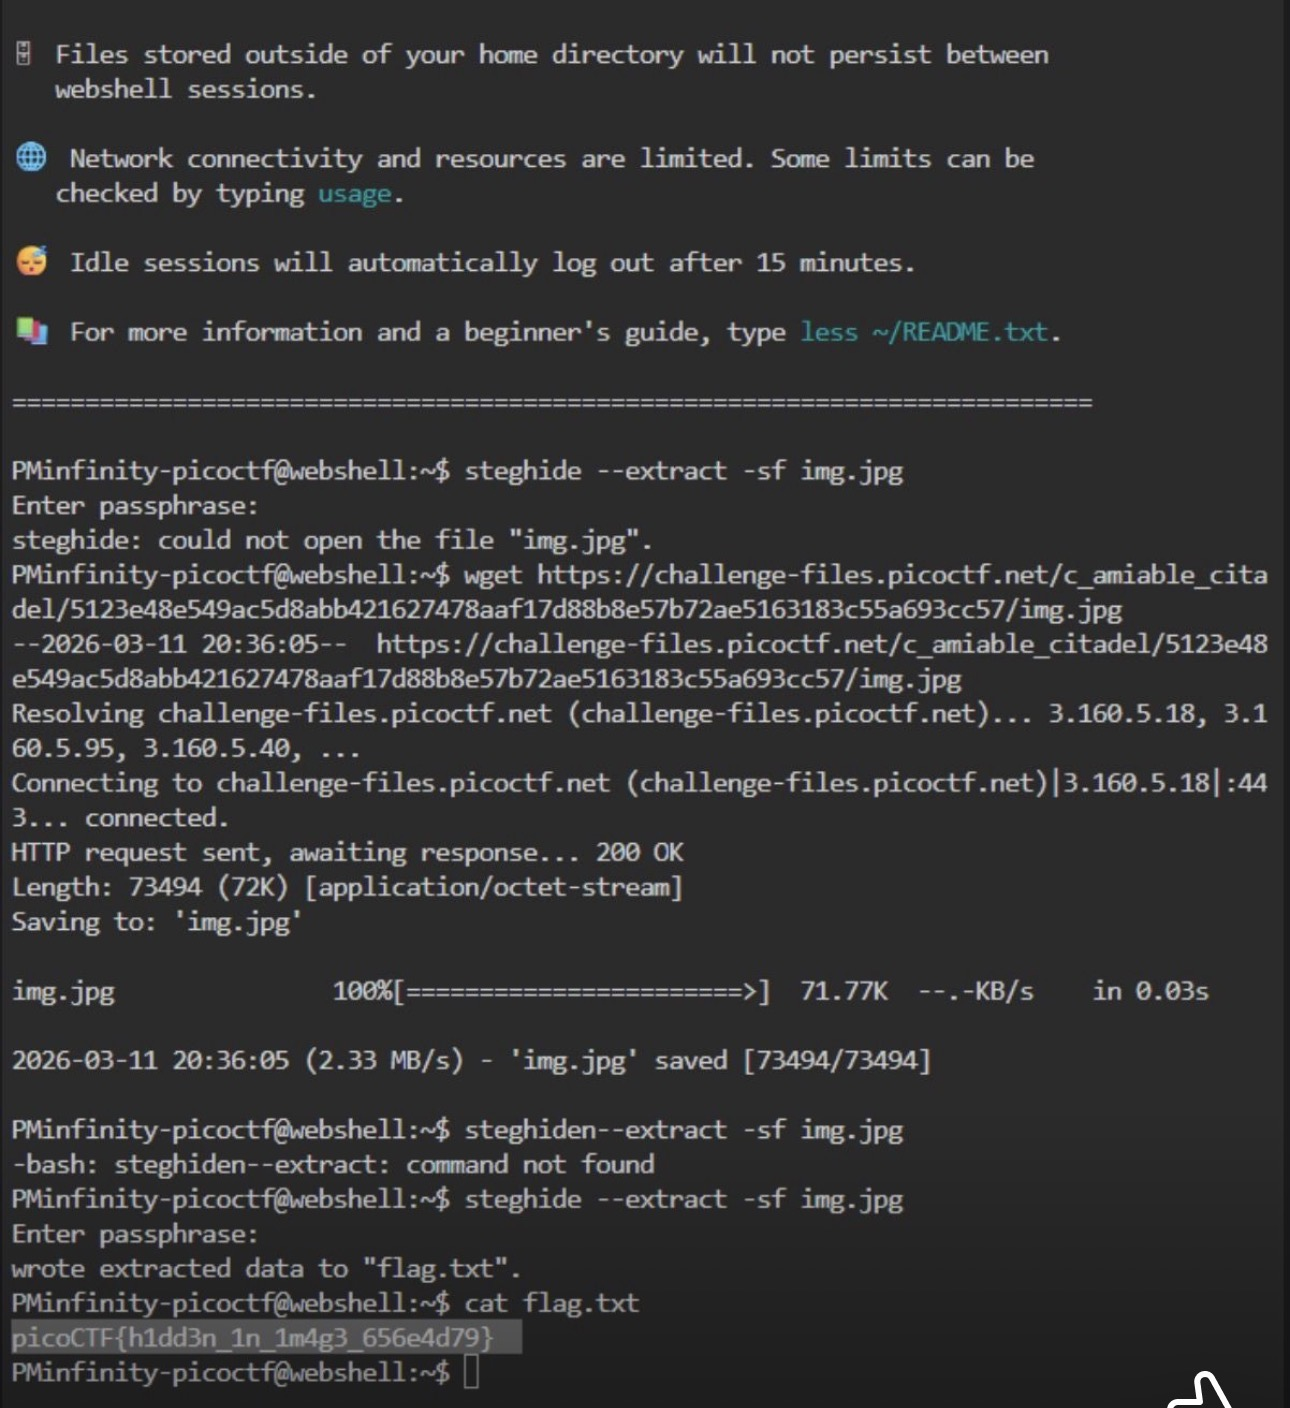 Files stored outside of your home directory will not persist between
webshell sessions.
Network connectivity and resources are limited. Some limits can be
checked by typing usage.
Idle sessions will automatically log out after 15 minutes.
For more information and a beginner's guide, type less ~/README.txt.
==========================================================================
PMinfinity-picoctf@webshell:~$ steghide --extract -sf img.jpg
Enter passphrase:
steghide: could not open the file "img.jpg".
PMinfinity-picoctf@webshell:~$ wget https://challenge-files.picoctf.net/c_amiable_cita
del/5123e48e549ac5d8abb421627478aaf17d88b8e57b72ae5163183c55a693cc57/img.jpg
--2026-03-11 20:36:05--  https://challenge-files.picoctf.net/c_amiable_citadel/5123e48
e549ac5d8abb421627478aaf17d88b8e57b72ae5163183c55a693cc57/img.jpg
Resolving challenge-files.picoctf.net (challenge-files.picoctf.net)... 3.160.5.18, 3.1
60.5.95, 3.160.5.40, ...
Connecting to challenge-files.picoctf.net (challenge-files.picoctf.net)|3.160.5.18|:44
3... connected.
HTTP request sent, awaiting response... 200 OK
Length: 73494 (72K) [application/octet-stream]
Saving to: 'img.jpg'
img.jpg               100%[=======================>]  71.77K  --.-KB/s    in 0.03s
2026-03-11 20:36:05 (2.33 MB/s) - 'img.jpg' saved [73494/73494]
PMinfinity-picoctf@webshell:~$ steghiden--extract -sf img.jpg
-bash: steghiden--extract: command not found
PMinfinity-picoctf@webshell:~$ steghide --extract -sf img.jpg
Enter passphrase:
wrote extracted data to "flag.txt".
PMinfinity-picoctf@webshell:~$ cat flag.txt
picoCTF{h1dd3n_1n_1m4g3_656e4d79}
PMinfinity-picoctf@webshell:~$